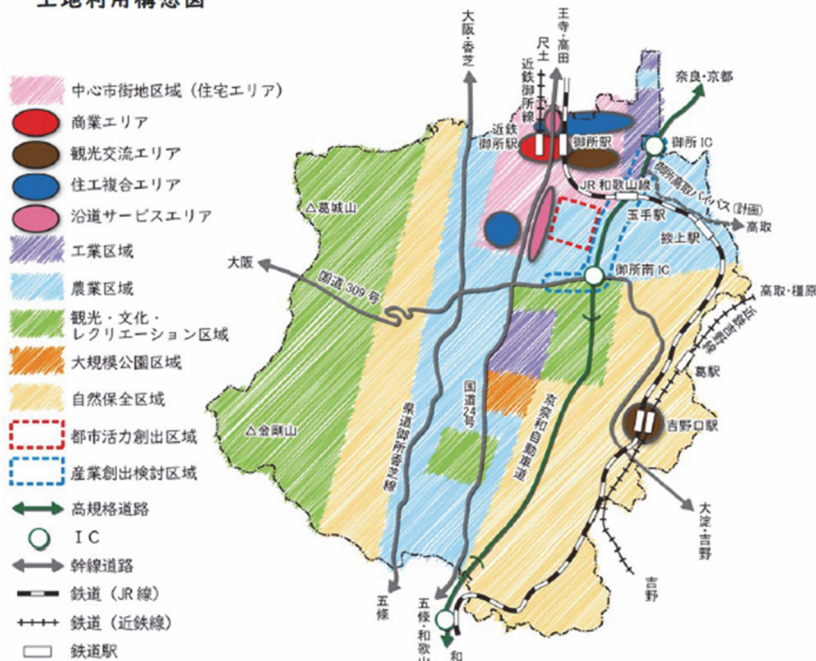 土地利用構想図
中心市街地区域（住宅エリア）
商業エリア
観光交流エリア
住工複合エリア
沿道サービスエリア
工業区域
農業区域
観光・文化・
レクリエーション区域
大規模公園区域
自然保全区域
都市活力創出区域
産業創出検討区域
高規格道路
ＩＣ
幹線道路
鉄道（JR線）
鉄道（近鉄線）
鉄道駅
大阪・香芝
王寺・高田
尺土
近鉄御所線
奈良・京都
近鉄
御所駅
御所駅
御所IC
JR和歌山線
御所高取バイパス(計画)
玉手駅
掖上駅
高取
△葛城山
大阪
国道309号
御所南IC
高取・橿原
近鉄吉野線
葛駅
国道24号
県道御所香芝線
京奈和自動車道
吉野口駅
△金剛山
大淀・吉野
吉野
五條
五條・和歌山
和